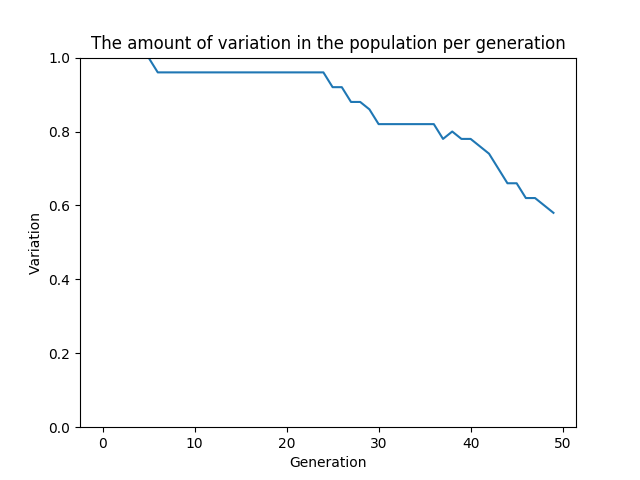 The amount of variation in the population per generation
1.0
0.8
0.6
0.4
0.2
0.0
Variation
0 10 20 30 40 50
Generation